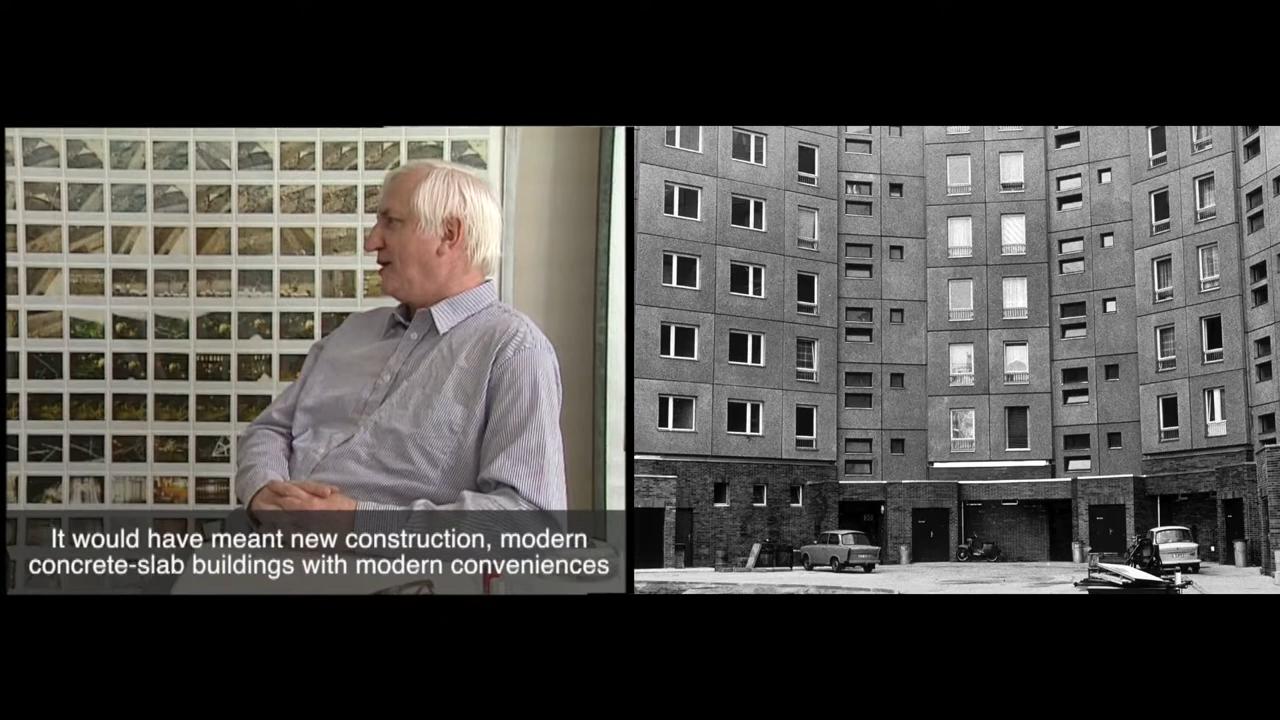 It would have meant new construction, modern
concrete-slab buildings with modern conveniences